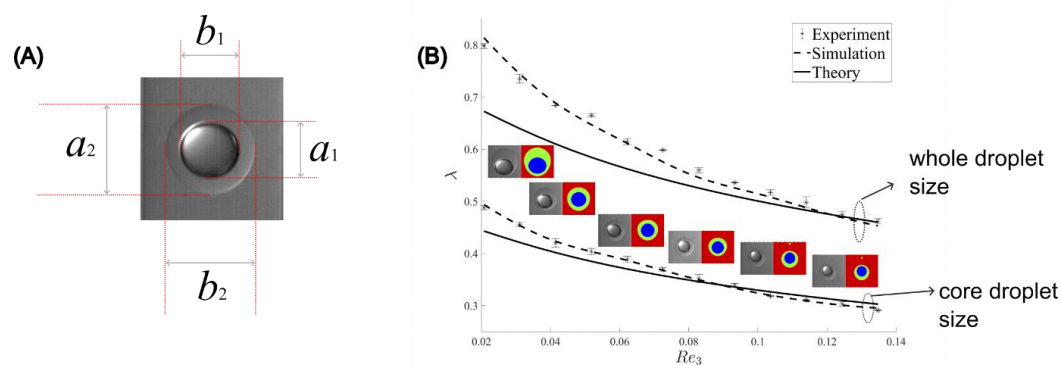 (A)
b1
a2
a1
b2
(B)
Experiment
Simulation
Theory
0.8
0.7
0.6
0.5
0.4
0.3
λ
0.02
0.04
0.06
0.08
0.1
0.12
0.14
Re3
whole droplet
size
core droplet
size